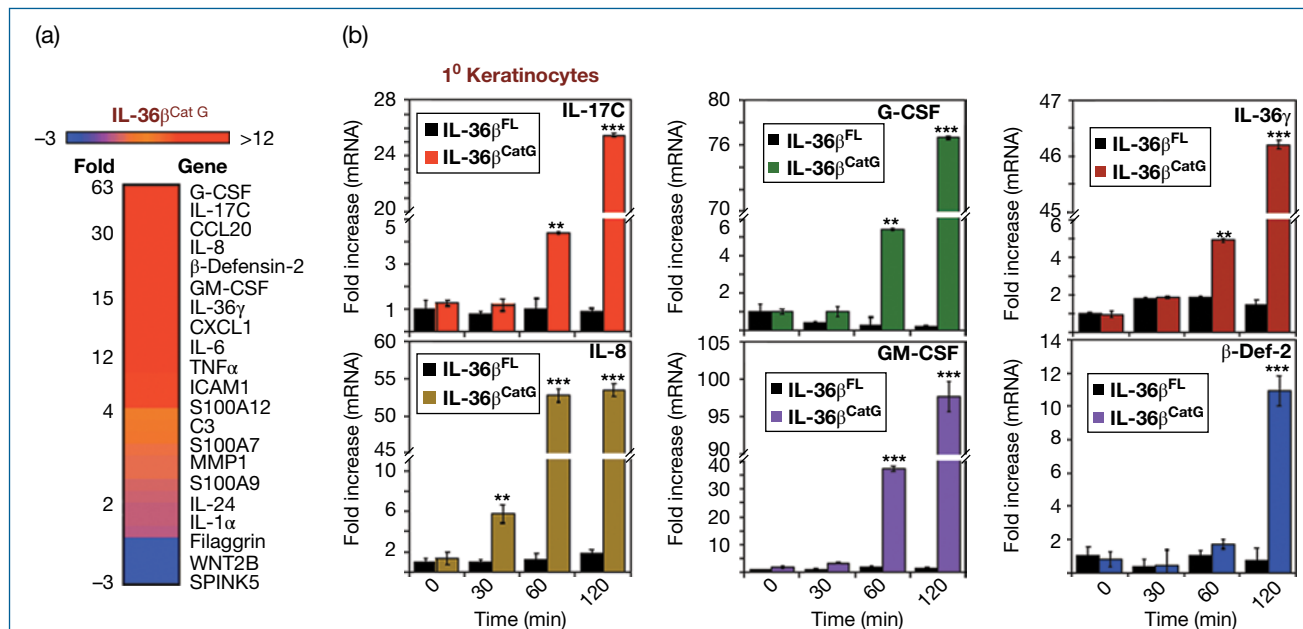 (a)
IL-36β^Cat G
–3
>12
Fold
Gene
63
30
15
12
4
2
–3
G-CSF
IL-17C
CCL20
IL-8
β-Defensin-2
GM-CSF
IL-36γ
CXCL1
IL-6
TNFα
ICAM1
S100A12
C3
S100A7
MMP1
S100A9
IL-24
IL-1α
Filaggrin
WNT2B
SPINK5
(b)
1⁰ Keratinocytes
Fold increase (mRNA)
28
26
24
22
20
5
4
2
1
IL-17C
IL-36β^FL
IL-36β^CatG
**
***
Fold increase (mRNA)
80
76
70
6
4
2
G-CSF
IL-36β^FL
IL-36β^CatG
**
***
Fold increase (mRNA)
47
46
45
6
4
2
IL-36γ
IL-36β^FL
IL-36β^CatG
**
***
Fold increase (mRNA)
60
55
50
45
10
6
2
IL-8
IL-36β^FL
IL-36β^CatG
**
***
***
0
30
60
120
Time (min)
Fold increase (mRNA)
105
100
95
90
40
30
20
10
5
GM-CSF
IL-36β^FL
IL-36β^CatG
***
***
0
30
60
120
Time (min)
Fold increase (mRNA)
14
12
10
8
6
4
2
β-Def-2
IL-36β^FL
IL-36β^CatG
***
0
30
60
120
Time (min)